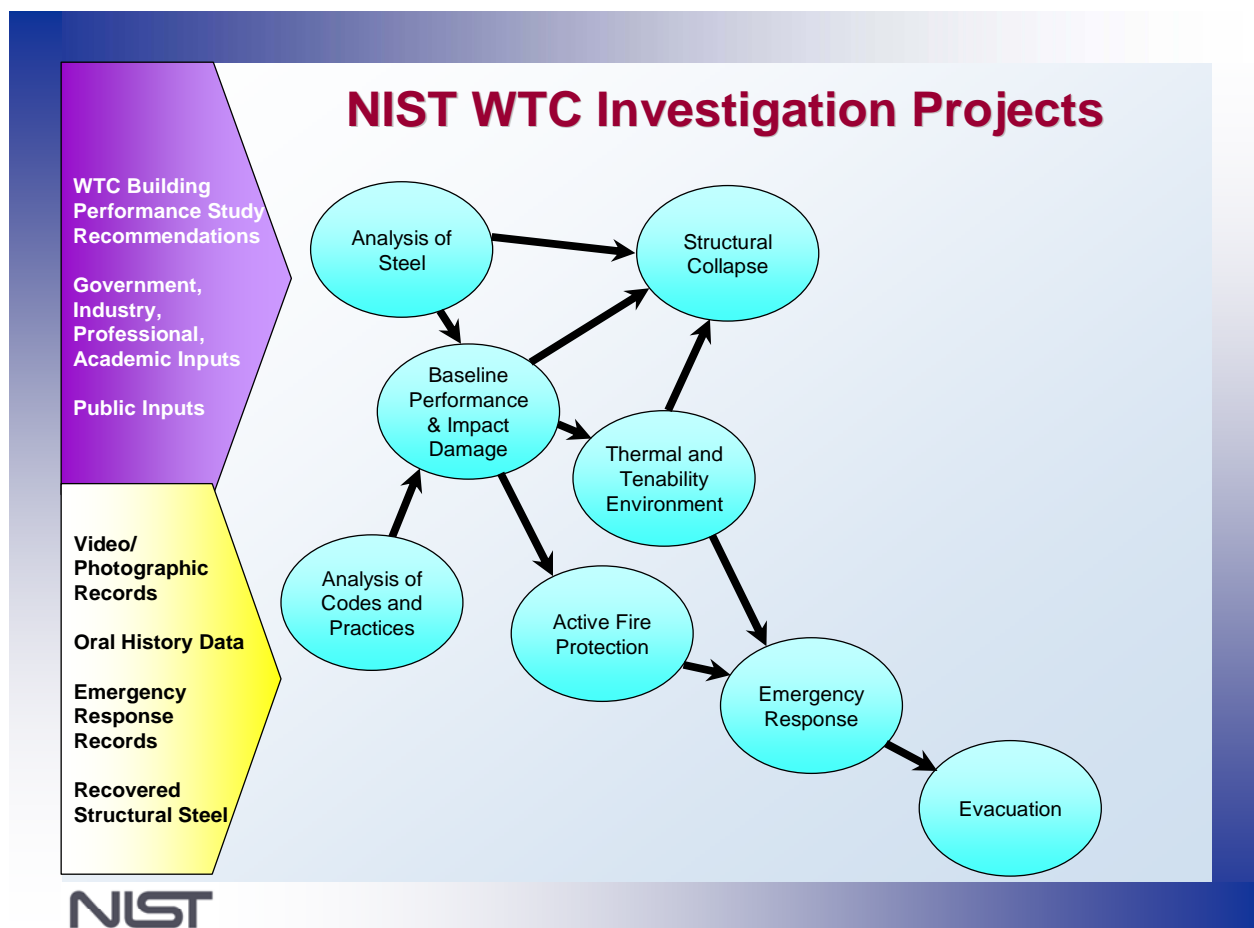 NIST WTC Investigation Projects
WTC Building
Performance Study
Recommendations
Government,
Industry,
Professional,
Academic Inputs
Public Inputs
Video/
Photographic
Records
Oral History Data
Emergency
Response
Records
Recovered
Structural Steel
Analysis of
Steel
Structural
Collapse
Baseline
Performance
& Impact
Damage
Thermal and
Tenability
Environment
Analysis of
Codes and
Practices
Active Fire
Protection
Emergency
Response
Evacuation
NIST